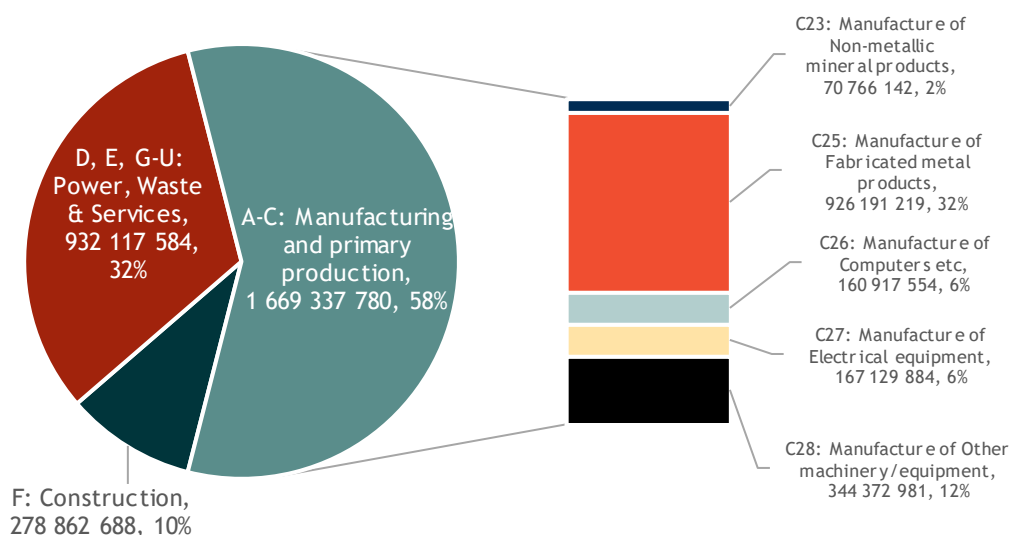 D, E, G-U:
Power, Waste
& Services,
932 117 584,
32%
A-C: Manufacturing
and primary
production,
1 669 337 780, 58%
F: Construction,
278 862 688, 10%
C23: Manufacture of
Non-metallic
mineral products,
70 766 142, 2%
C25: Manufacture of
Fabricated metal
products,
926 191 219, 32%
C26: Manufacture of
Computers etc,
160 917 554, 6%
C27: Manufacture of
Electrical equipment,
167 129 884, 6%
C28: Manufacture of Other
machinery/equipment,
344 372 981, 12%